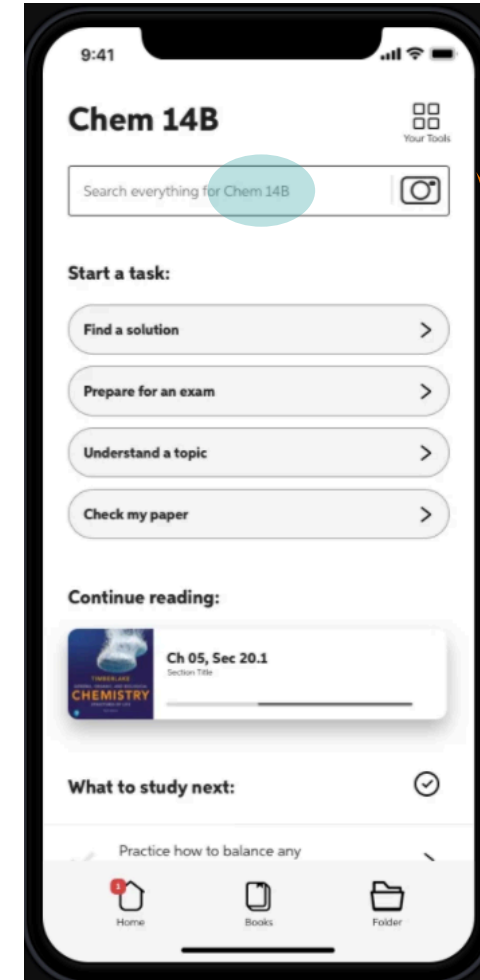 9:41
Chem 14B
Your Tools
Search everything for Chem 14B
Start a task:
Find a solution
Prepare for an exam
Understand a topic
Check my paper
Continue reading:
TIMBERLAKE
CHEMISTRY
Ch 05, Sec 20.1
Section Title
What to study next:
Practice how to balance any
1
Home
Books
Folder